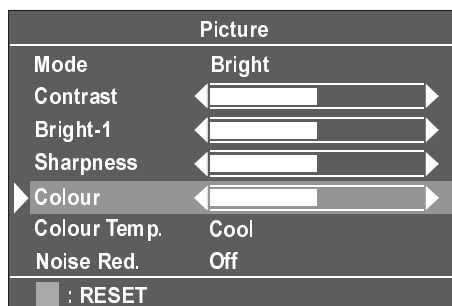 Picture
Mode Bright
Contrast
Bright-1
Sharpness
Colour
Colour Temp. Cool
Noise Red. Off
: RESET